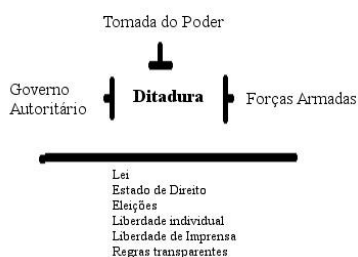 Tomada do Poder
Governo
Autoritário
Ditadura
Forças Armadas
Lei
Estado de Direito
Eleições
Liberdade individual
Liberdade de Imprensa
Regras transparentes